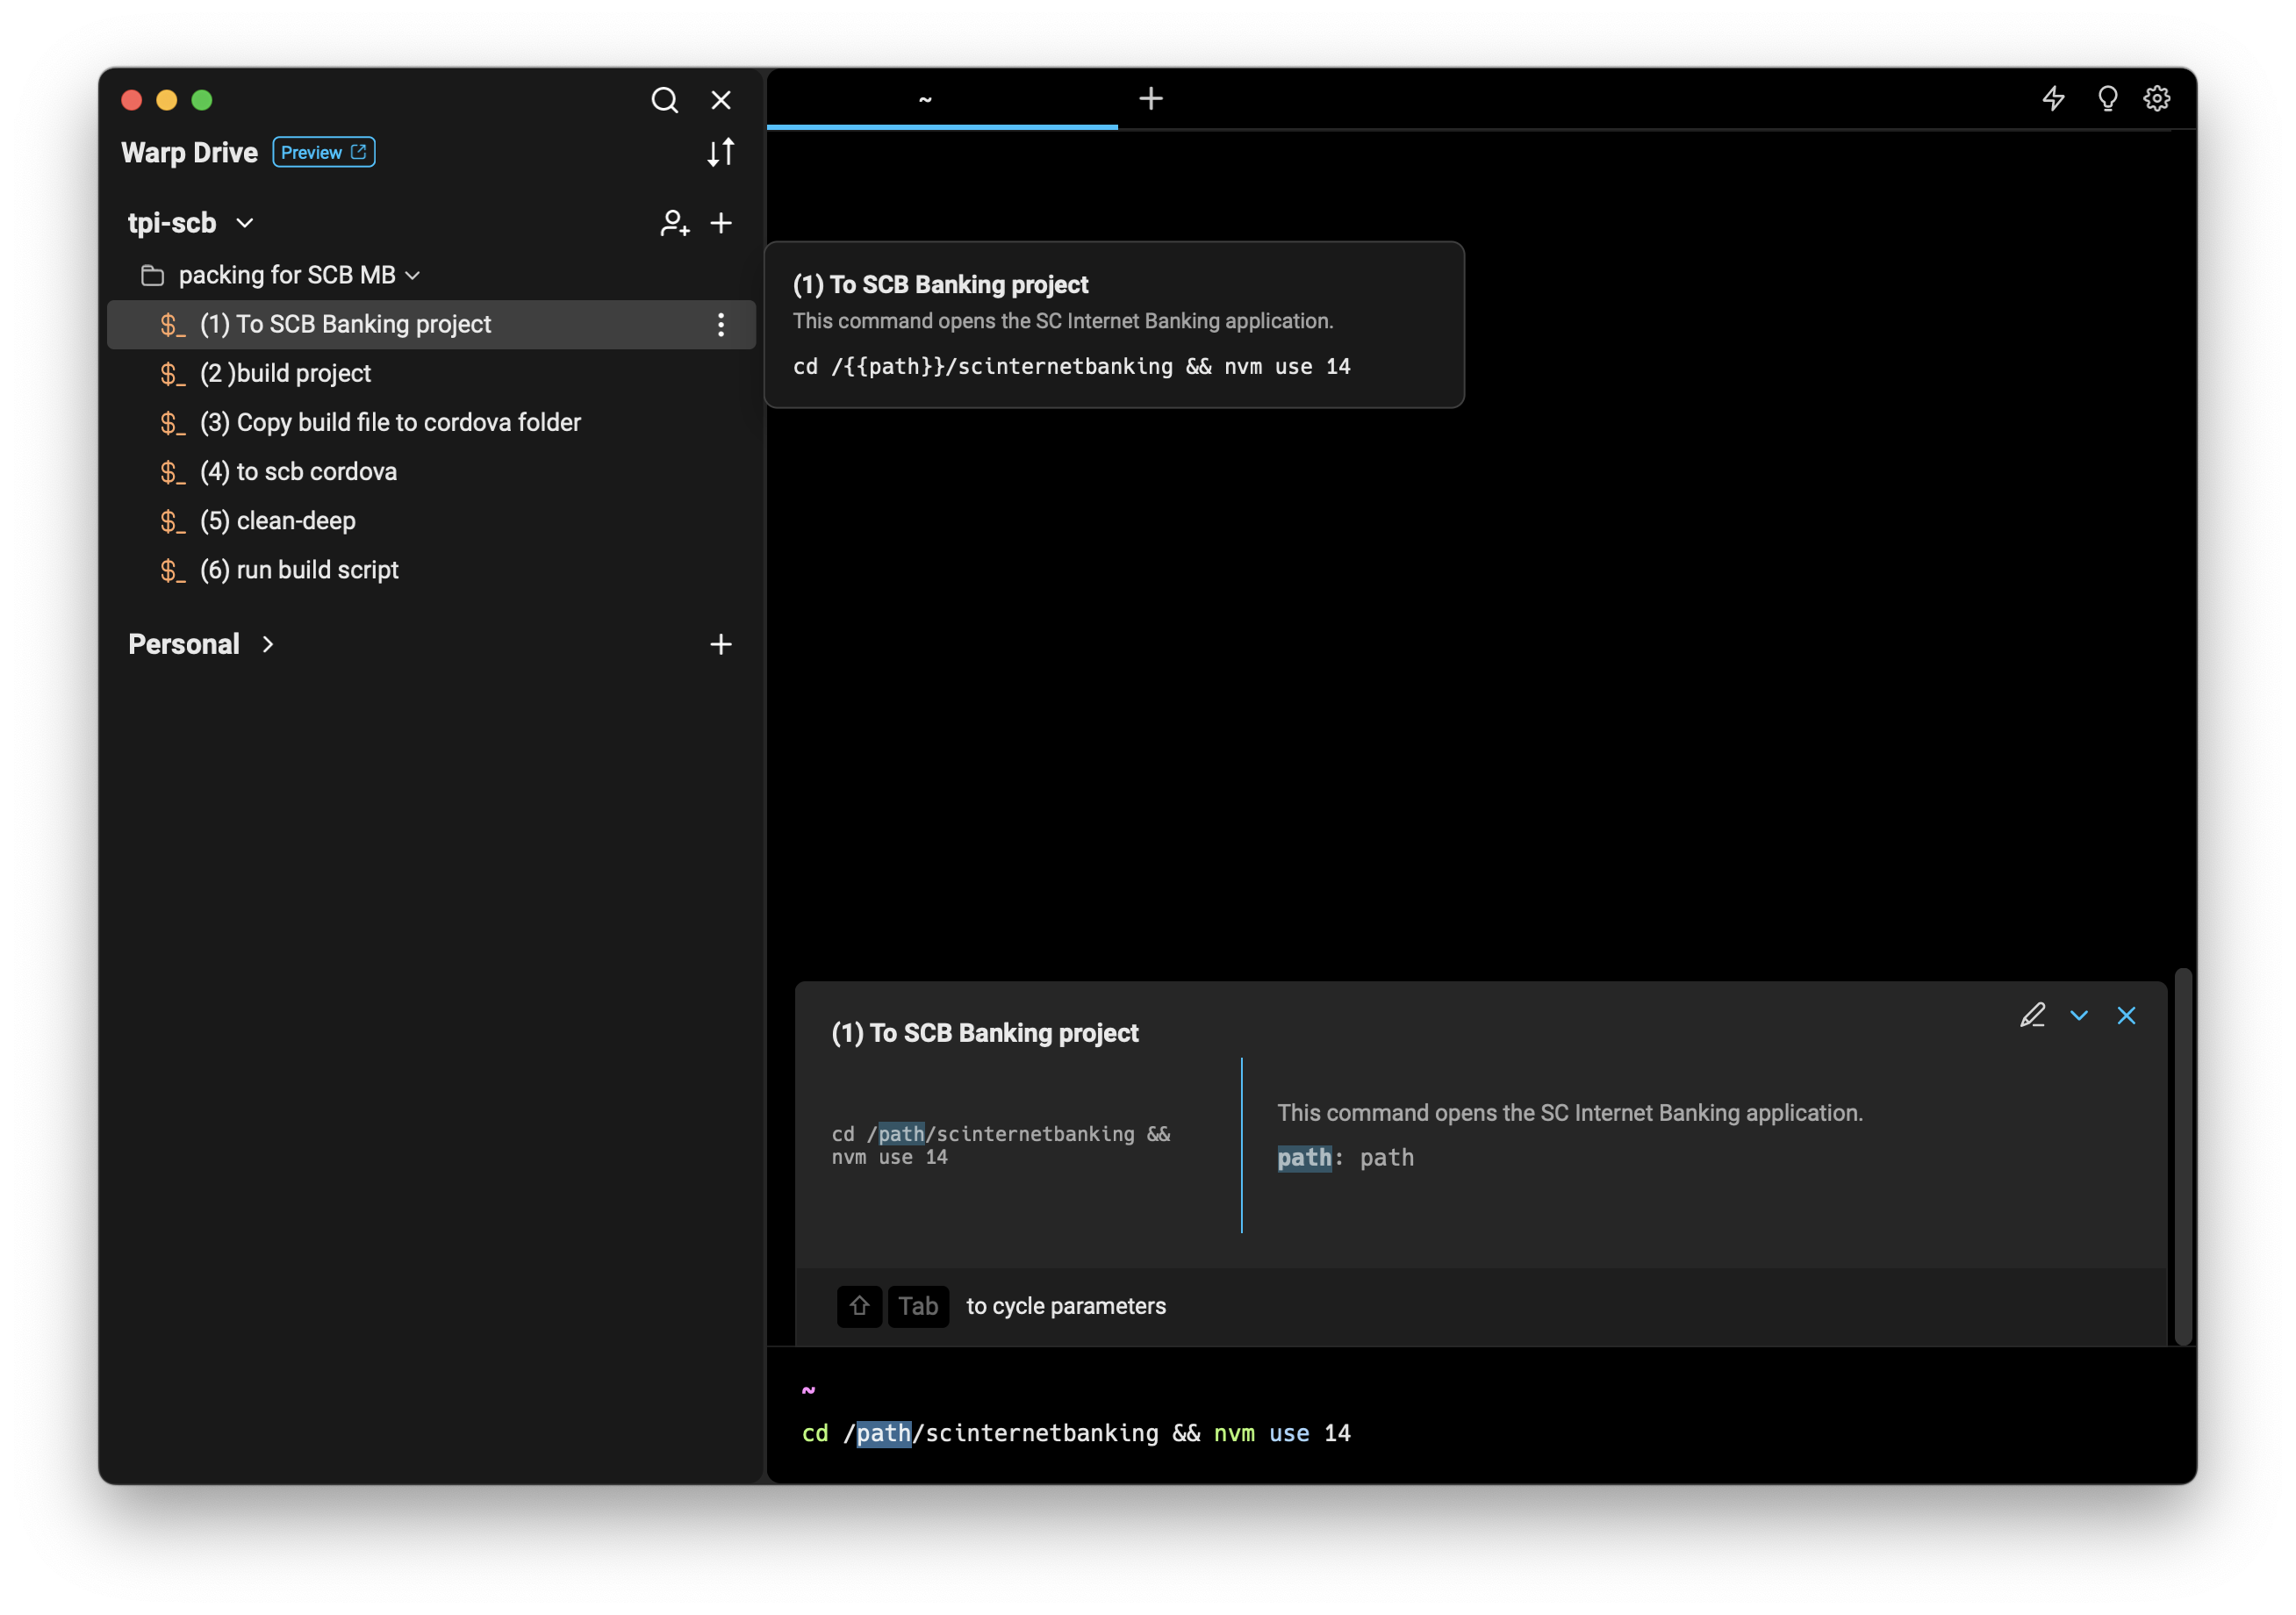 Warp Drive Preview
tpi-scb
packing for SCB MB
$_ (1) To SCB Banking project
$_ (2 )build project
$_ (3) Copy build file to cordova folder
$_ (4) to scb cordova
$_ (5) clean-deep
$_ (6) run build script
Personal
~
(1) To SCB Banking project
This command opens the SC Internet Banking application.
cd /{{path}}/scinternetbanking && nvm use 14
(1) To SCB Banking project
cd /path/scinternetbanking &&
nvm use 14
This command opens the SC Internet Banking application.
path: path
Tab to cycle parameters
~
cd /path/scinternetbanking && nvm use 14